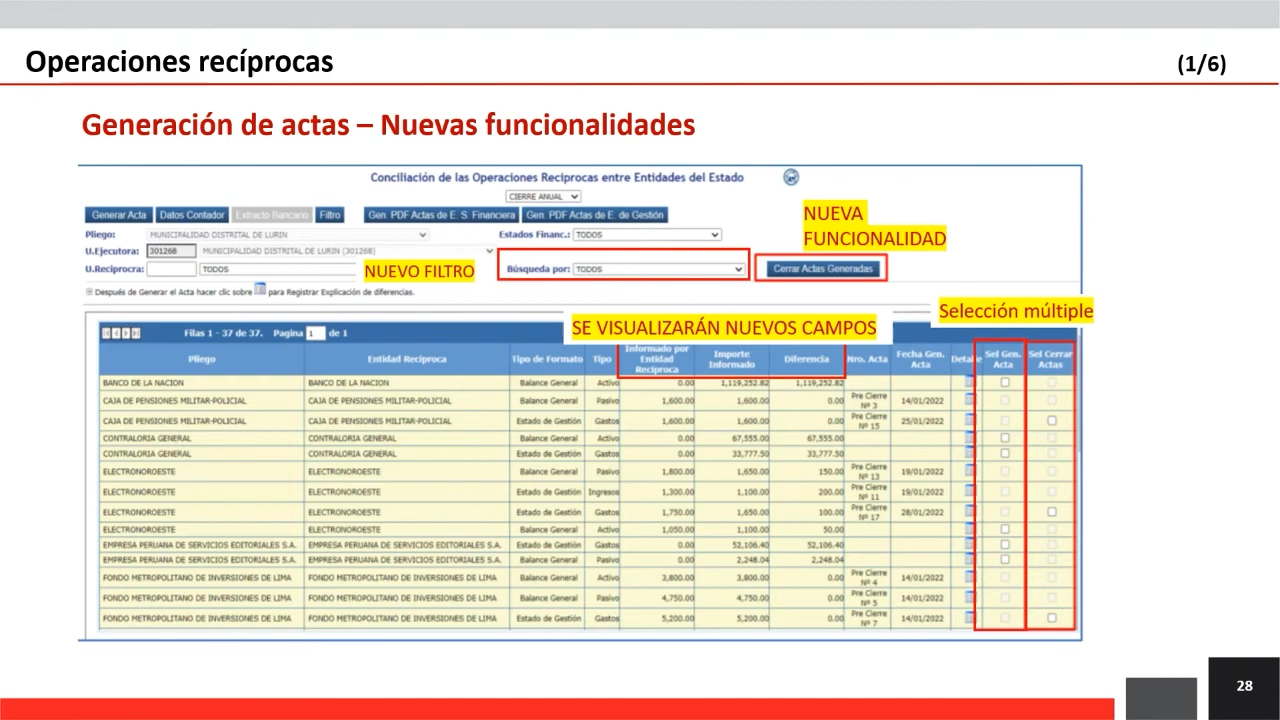 Operaciones recíprocas
(1/6)
Generación de actas – Nuevas funcionalidades
Conciliación de las Operaciones Reciprocas entre Entidades del Estado
CIERRE ANUAL
Generar Acta Datos Contador Extracto Bancario Filtro Gen. PDF Actas de E. S. Financiera Gen. PDF Actas de E. de Gestión
Pliego: MUNICIPALIDAD DISTRITAL DE LURIN Estados Financ.: TODOS
NUEVA
FUNCIONALIDAD
U.Ejecutora: 301268 MUNICIPALIDAD DISTRITAL DE LURIN (301268)
U.Reciprocra: TODOS NUEVO FILTRO Búsqueda por: TODOS Cerrar Actas Generadas
Después de Generar el Acta hacer clic sobre para Registrar Explicación de diferencias.
Selección múltiple
SE VISUALIZARÁN NUEVOS CAMPOS
Filas 1 - 37 de 37. Pagina 1 de 1
Pliego Entidad Reciproca Tipo de Formato Tipo Informado por Entidad Reciproca Importe Informado Diferencia Nro. Acta Fecha Gen. Acta Detalle Sel Gen. Acta Sel Cerrar Actas
BANCO DE LA NACION BANCO DE LA NACION Balance General Activo 0.00 1,119,252.82 1,119,252.82
CAJA DE PENSIONES MILITAR-POLICIAL CAJA DE PENSIONES MILITAR-POLICIAL Balance General Pasivo 1,600.00 1,600.00 0.00 Pre Cierre Nº 3 14/01/2022
CAJA DE PENSIONES MILITAR-POLICIAL CAJA DE PENSIONES MILITAR-POLICIAL Estado de Gestión Gastos 1,600.00 1,600.00 0.00 Pre Cierre Nº 15 25/01/2022
CONTRALORIA GENERAL CONTRALORIA GENERAL Balance General Activo 0.00 67,555.00 67,555.00
CONTRALORIA GENERAL CONTRALORIA GENERAL Estado de Gestión Gastos 0.00 33,777.50 33,777.50
ELECTRONOROESTE ELECTRONOROESTE Balance General Pasivo 1,800.00 1,650.00 150.00 Pre Cierre Nº 13 19/01/2022
ELECTRONOROESTE ELECTRONOROESTE Estado de Gestión Ingresos 1,300.00 1,100.00 200.00 Pre Cierre Nº 11 19/01/2022
ELECTRONOROESTE ELECTRONOROESTE Estado de Gestión Gastos 1,750.00 1,650.00 100.00 Pre Cierre Nº 17 28/01/2022
ELECTRONOROESTE ELECTRONOROESTE Balance General Activo 1,050.00 1,100.00 50.00
EMPRESA PERUANA DE SERVICIOS EDITORIALES S.A. EMPRESA PERUANA DE SERVICIOS EDITORIALES S.A. Estado de Gestión Gastos 0.00 52,106.40 52,106.40
EMPRESA PERUANA DE SERVICIOS EDITORIALES S.A. EMPRESA PERUANA DE SERVICIOS EDITORIALES S.A. Balance General Pasivo 0.00 2,248.04 2,248.04
FONDO METROPOLITANO DE INVERSIONES DE LIMA FONDO METROPOLITANO DE INVERSIONES DE LIMA Balance General Activo 3,800.00 3,800.00 0.00 Pre Cierre Nº 4 14/01/2022
FONDO METROPOLITANO DE INVERSIONES DE LIMA FONDO METROPOLITANO DE INVERSIONES DE LIMA Balance General Pasivo 4,750.00 4,750.00 0.00 Pre Cierre Nº 5 14/01/2022
FONDO METROPOLITANO DE INVERSIONES DE LIMA FONDO METROPOLITANO DE INVERSIONES DE LIMA Estado de Gestión Gastos 5,200.00 5,200.00 0.00 Pre Cierre Nº 7 14/01/2022
28